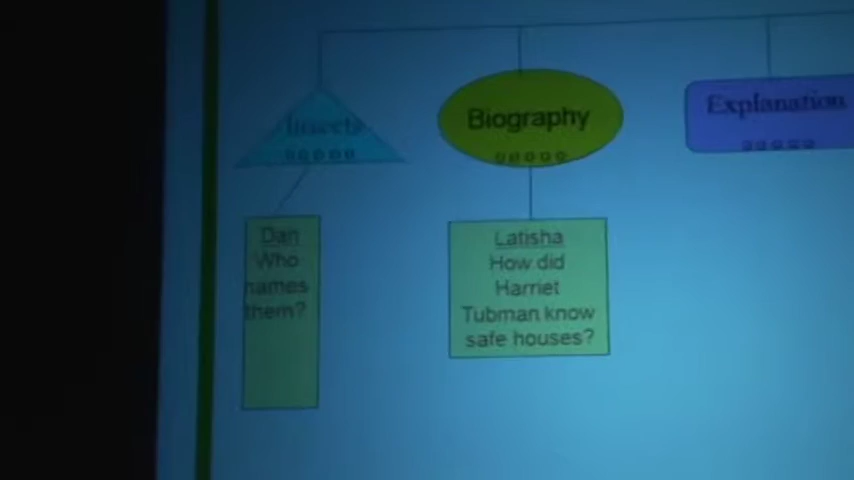 Insects
Biography
Explanation
Dan
Who
names
them?
Latisha
How did
Harriet
Tubman know
safe houses?